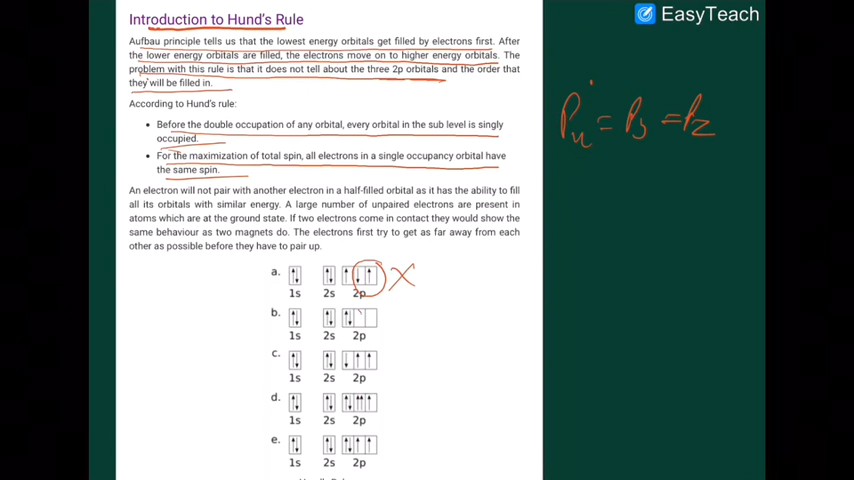 Introduction to Hund's Rule
EasyTeach
Aufbau principle tells us that the lowest energy orbitals get filled by electrons first. After
the lower energy orbitals are filled, the electrons move on to higher energy orbitals. The
problem with this rule is that it does not tell about the three 2p orbitals and the order that
they will be filled in.
According to Hund's rule:
• Before the double occupation of any orbital, every orbital in the sub level is singly
occupied.
• For the maximization of total spin, all electrons in a single occupancy orbital have
the same spin.
An electron will not pair with another electron in a half-filled orbital as it has the ability to fill
all its orbitals with similar energy. A large number of unpaired electrons are present in
atoms which are at the ground state. If two electrons come in contact they would show the
same behaviour as two magnets do. The electrons first try to get as far away from each
other as possible before they have to pair up.
a.
1s 2s 2p
b.
1s 2s 2p
c.
1s 2s 2p
d.
1s 2s 2p
e.
1s 2s 2p